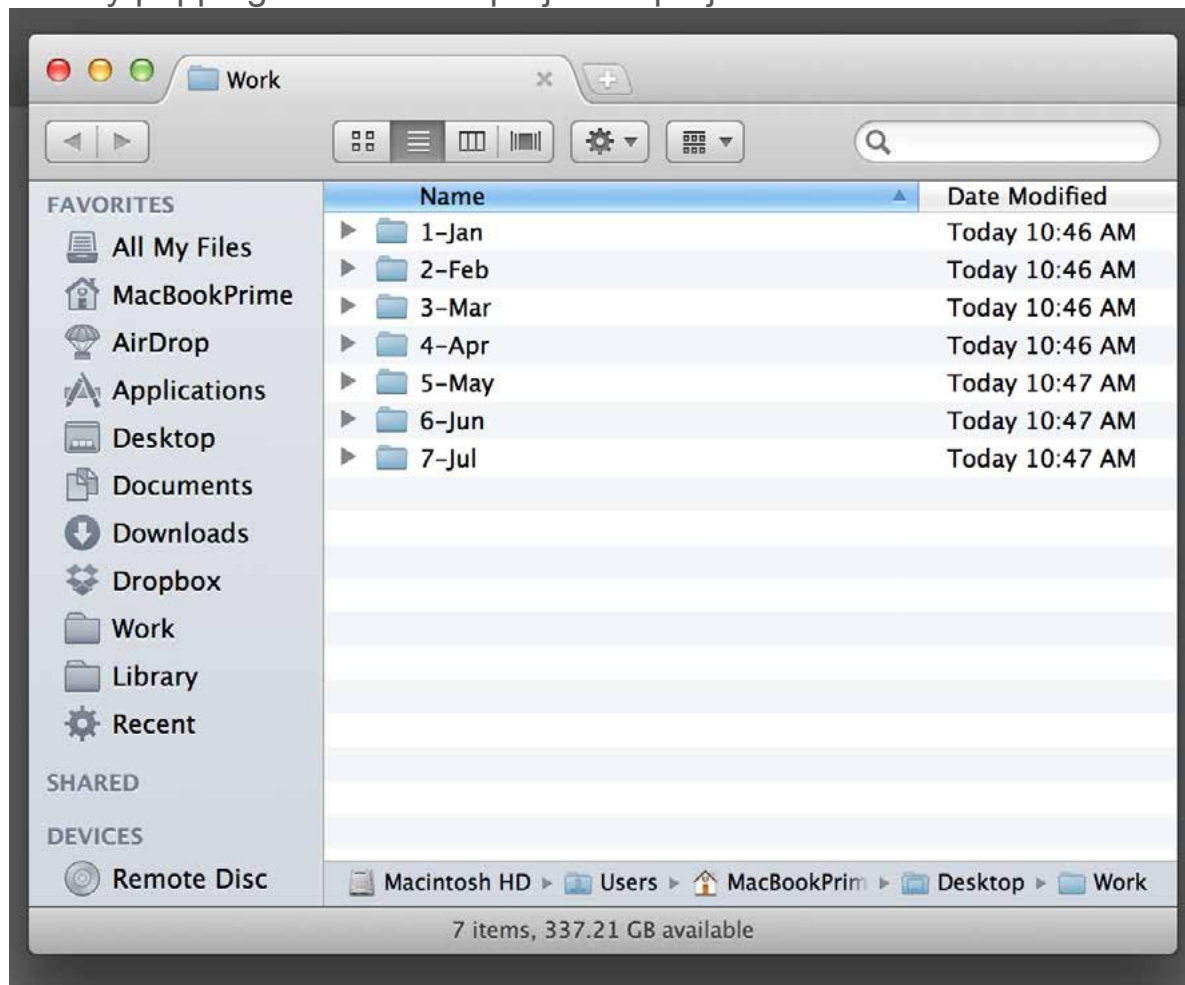 Work
FAVORITES
All My Files
MacBookPrime
AirDrop
Applications
Desktop
Documents
Downloads
Dropbox
Work
Library
Recent
SHARED
DEVICES
Remote Disc
Name Date Modified
1-Jan Today 10:46 AM
2-Feb Today 10:46 AM
3-Mar Today 10:46 AM
4-Apr Today 10:46 AM
5-May Today 10:47 AM
6-Jun Today 10:47 AM
7-Jul Today 10:47 AM
Macintosh HD Users MacBookPrim Desktop Work
7 items, 337.21 GB available